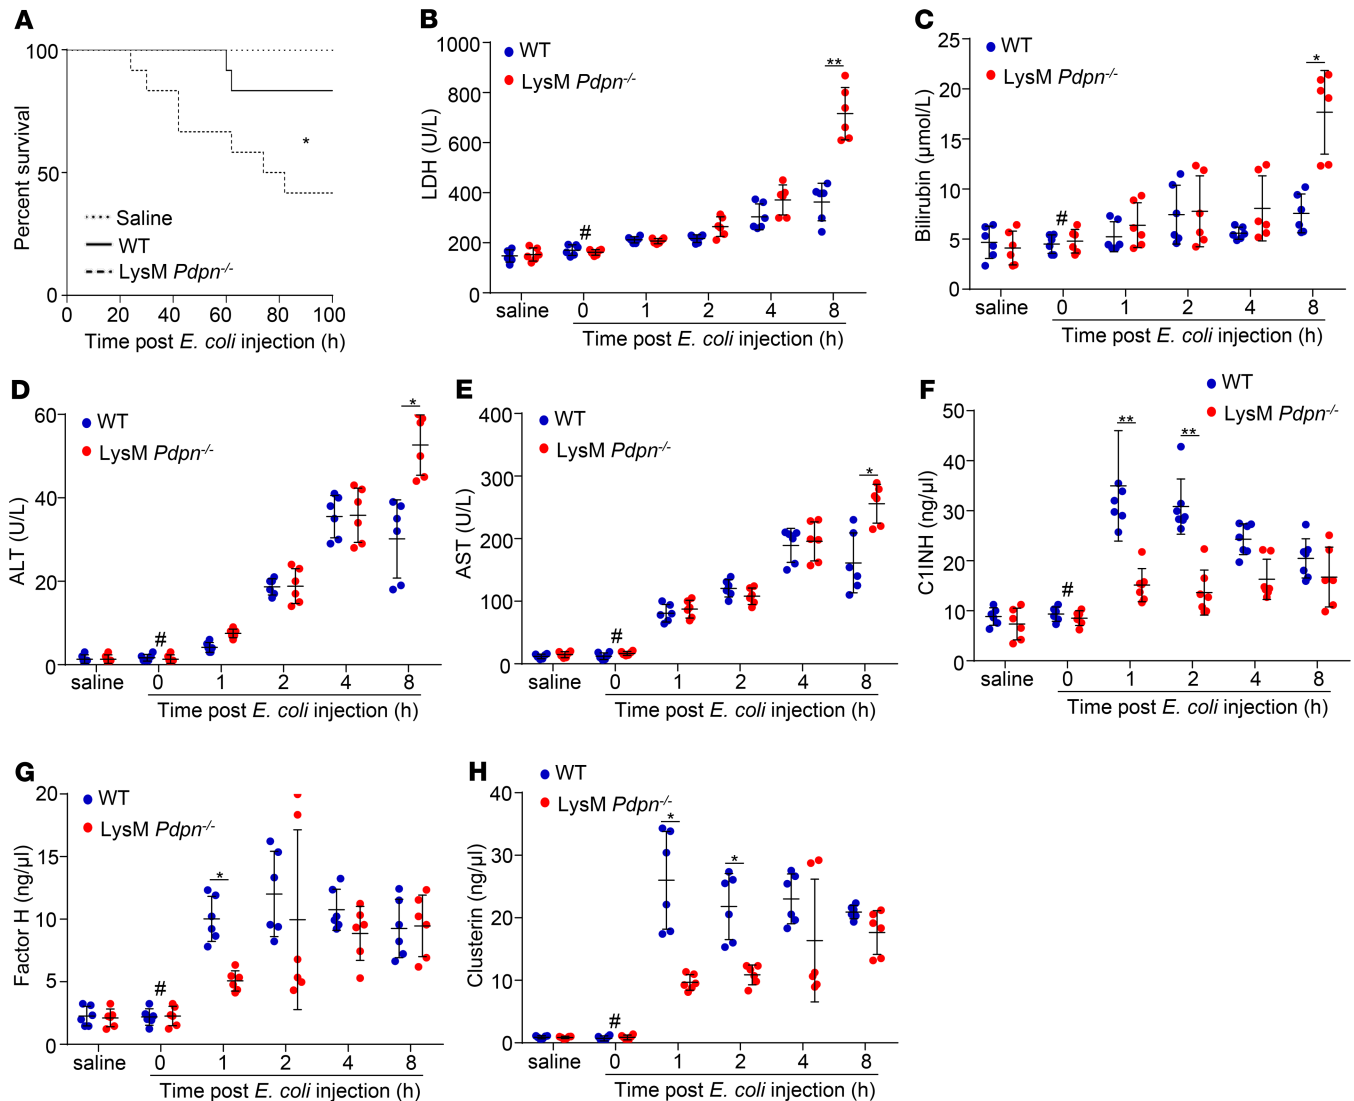 A
Percent survival
100
50
0
*
Saline
WT
LysM Pdpn-/-
0 20 40 60 80 100
Time post E. coli injection (h)
B
LDH (U/L)
1000
800
600
400
200
0
WT
LysM Pdpn-/-
**
#
saline 0 1 2 4 8
Time post E. coli injection (h)
C
Bilirubin (µmol/L)
25
20
15
10
5
0
WT
LysM Pdpn-/-
*
#
saline 0 1 2 4 8
Time post E. coli injection (h)
D
ALT (U/L)
60
40
20
0
WT
LysM Pdpn-/-
*
#
saline 0 1 2 4 8
Time post E. coli injection (h)
E
AST (U/L)
400
300
200
100
0
WT
LysM Pdpn-/-
*
#
saline 0 1 2 4 8
Time post E. coli injection (h)
F
C1INH (ng/µl)
50
40
30
20
10
0
WT
LysM Pdpn-/-
** **
#
saline 0 1 2 4 8
Time post E. coli injection (h)
G
Factor H (ng/µl)
20
15
10
5
0
WT
LysM Pdpn-/-
*
#
saline 0 1 2 4 8
Time post E. coli injection (h)
H
Clusterin (ng/µl)
40
30
20
10
0
WT
LysM Pdpn-/-
* *
#
saline 0 1 2 4 8
Time post E. coli injection (h)